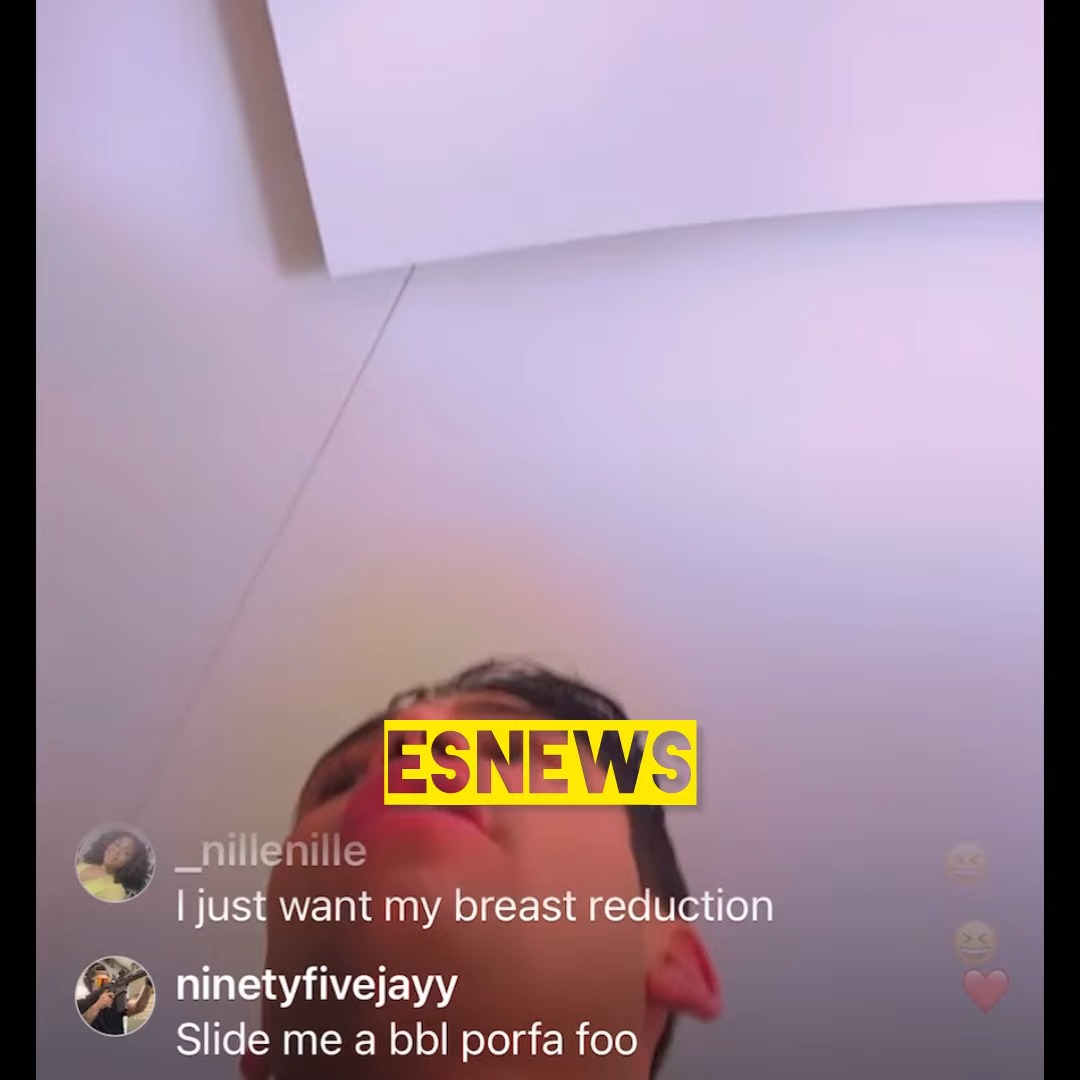 ESNEWS
_nillenille
I just want my breast reduction
ninetyfivejayy
Slide me a bbl porfa foo